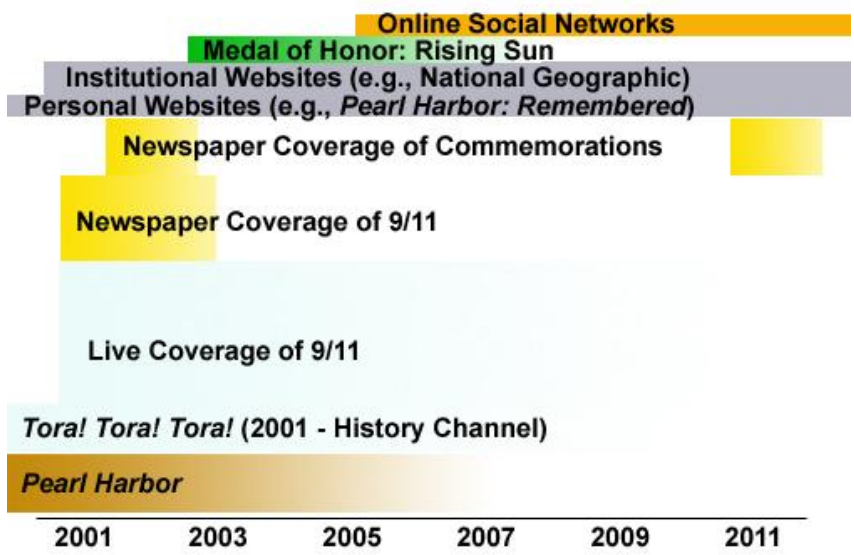 Online Social Networks
Medal of Honor: Rising Sun
Institutional Websites (e.g., National Geographic)
Personal Websites (e.g., Pearl Harbor: Remembered)
Newspaper Coverage of Commemorations
Newspaper Coverage of 9/11
Live Coverage of 9/11
Tora! Tora! Tora! (2001 - History Channel)
Pearl Harbor
2001 2003 2005 2007 2009 2011